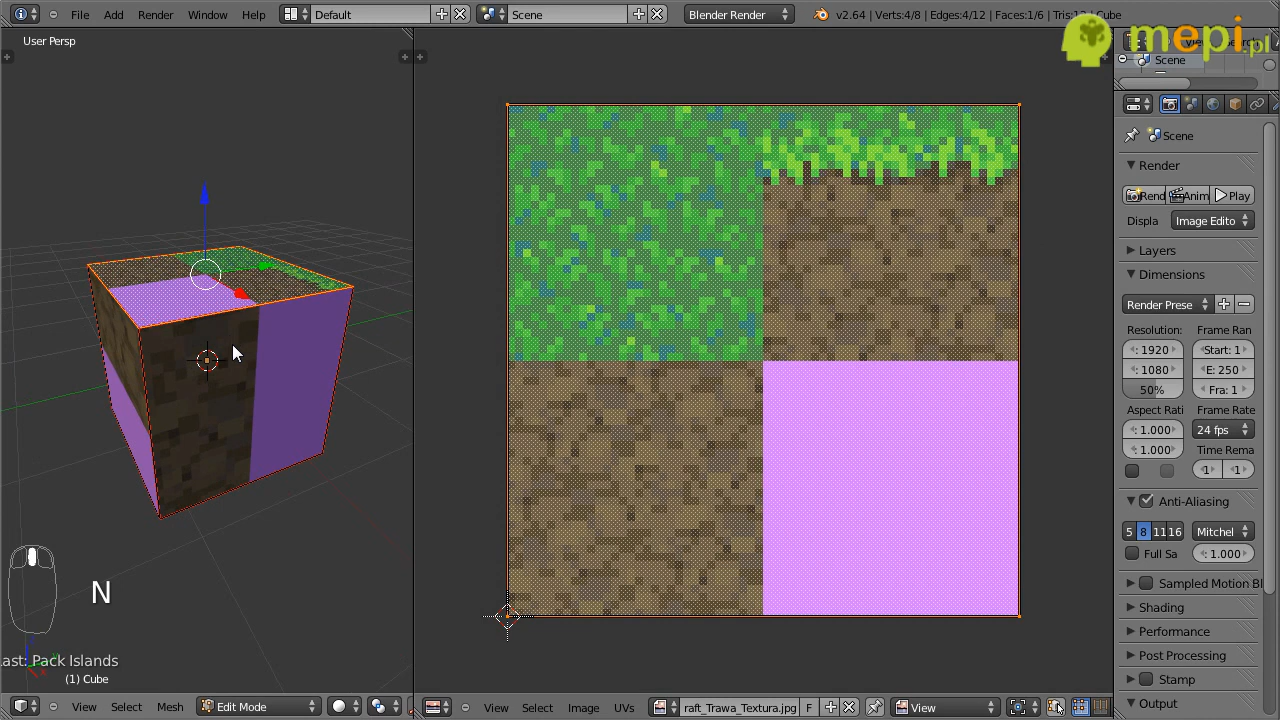 File Add Render Window Help Default Scene Blender Render v2.64 | Verts:4/8 | Edges:4/12 | Faces:1/6 | Tris:12 | Cube
mepi.pl
User Persp
Scene
Scene
Render
Rend Anim Play
Displa Image Edito
Layers
Dimensions
Render Prese
Resolution: Frame Ran
: 1920 Start: 1
: 1080 E: 250
50% Fra: 1
Aspect Rati Frame Rate
: 1.000 24 fps
: 1.000 Time Rema
: 1 : 1
Anti-Aliasing
5 8 11 16 Mitchel
Full Sa : 1.000
Sampled Motion Bl
Shading
Performance
Post Processing
Stamp
Output
N
ast: Pack Islands
(1) Cube
View Select Mesh Edit Mode View Select Image UVs raft_Trawa_Textura.jpg F View